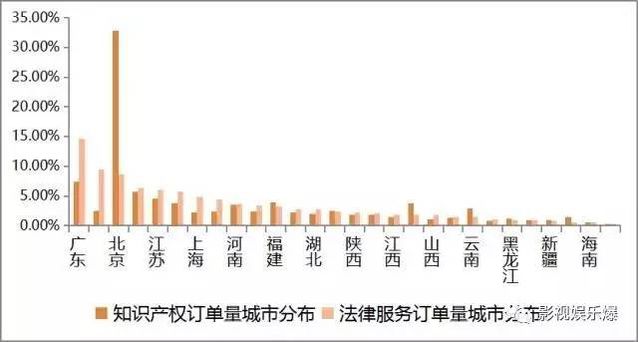 35.00%
30.00%
25.00%
20.00%
15.00%
10.00%
5.00%
0.00%
广东
北京
江苏
上海
河南
福建
湖北
陕西
江西
山西
云南
黑龙江
新疆
海南
知识产权订单量城市分布
法律服务订单量城市分布
影视娱乐爆